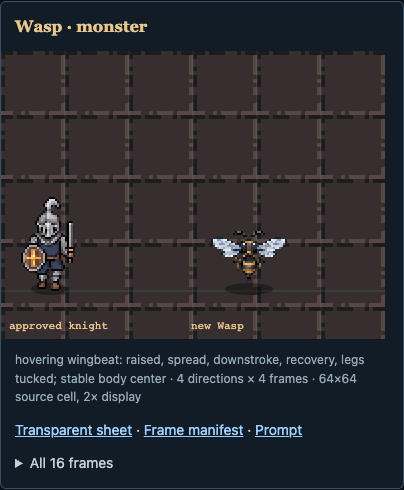 Wasp · monster
approved knight
new Wasp
hovering wingbeat: raised, spread, downstroke, recovery, legs
tucked; stable body center · 4 directions × 4 frames · 64×64
source cell, 2× display
Transparent sheet · Frame manifest · Prompt
▶ All 16 frames